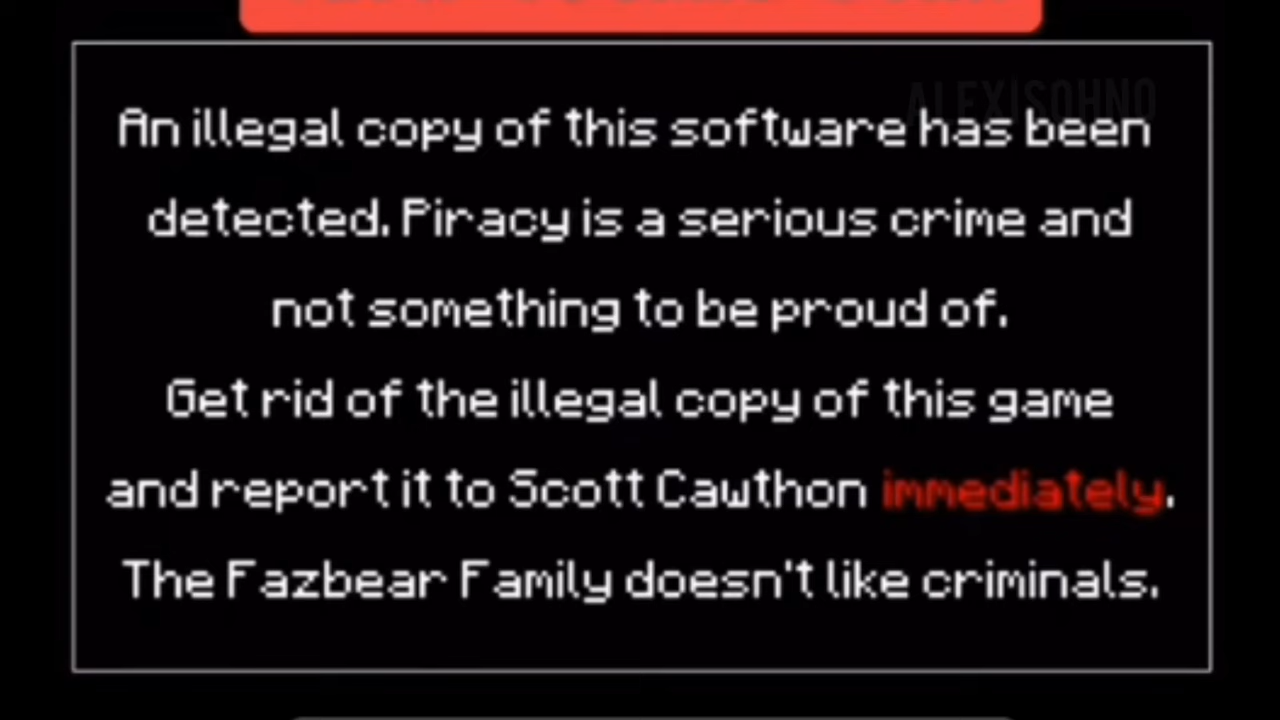 ALEXISOHNO
An illegal copy of this software has been
detected. Piracy is a serious crime and
not something to be proud of.
Get rid of the illegal copy of this game
and report it to Scott Cawthon immediately.
The Fazbear Family doesn't like criminals.